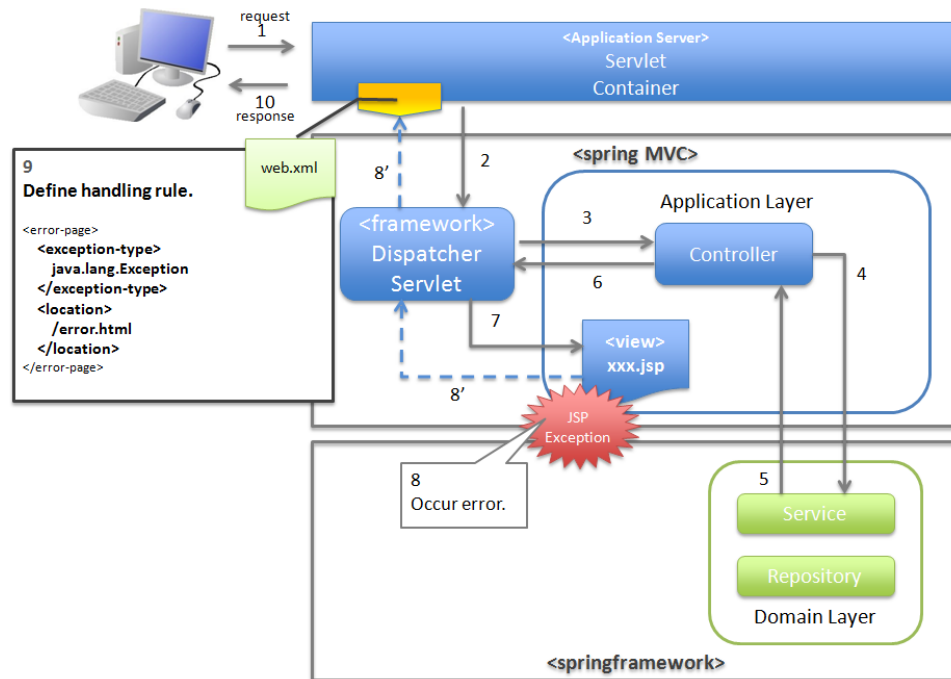 request
1
10
response
<Application Server>
Servlet
Container
2
8’
<spring MVC>
web.xml
9
Define handling rule.
<error-page>
<exception-type>
java.lang.Exception
</exception-type>
<location>
/error.html
</location>
</error-page>
<framework>
Dispatcher
Servlet
3
6
7
Application Layer
Controller
4
<view>
xxx.jsp
8’
JSP
Exception
8
Occur error.
5
Service
Repository
Domain Layer
<springframework>